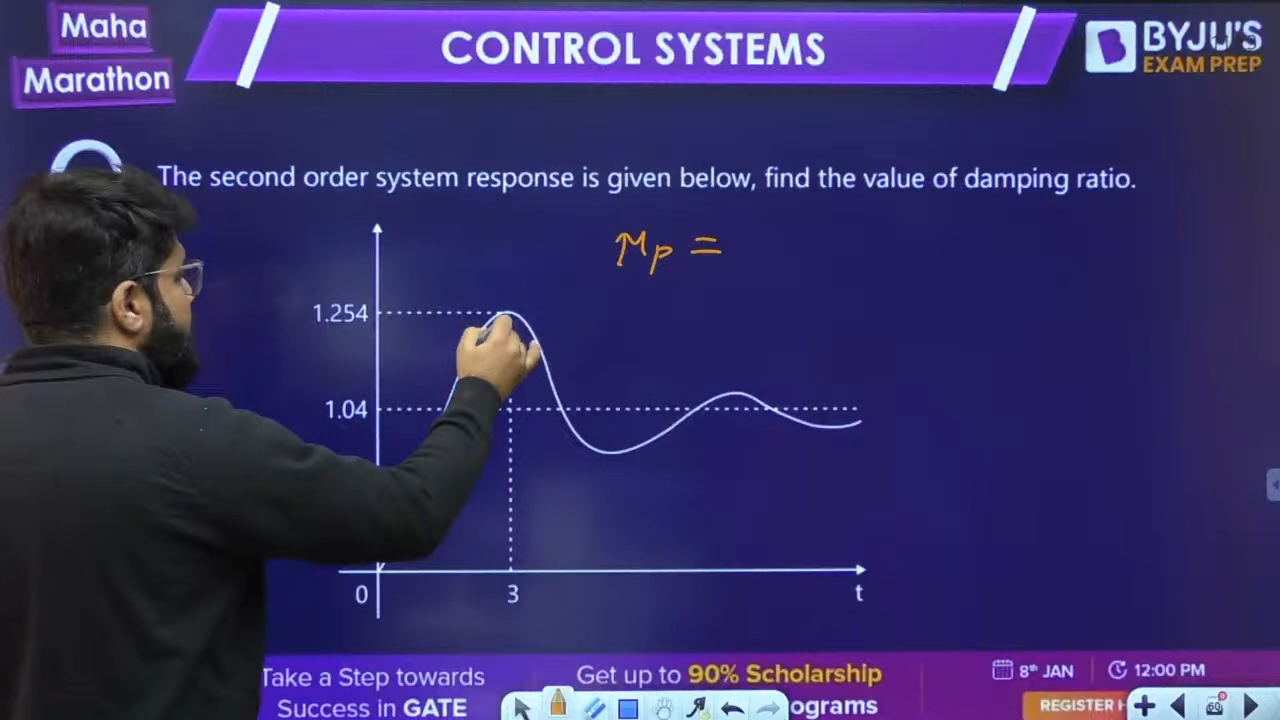 Maha
Marathon
CONTROL SYSTEMS
BYJU'S
EXAM PREP
The second order system response is given below, find the value of damping ratio.
Mp =
1.254
1.04
0
3
t
Take a Step towards
Success in GATE
Get up to 90% Scholarship
ograms
8th JAN
12:00 PM
REGISTER
60